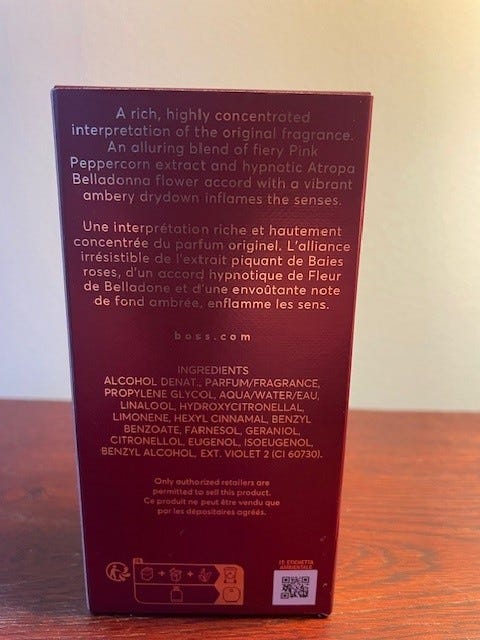 A rich, highly concentrated
interpretation of the original fragrance.
An alluring blend of fiery Pink
Peppercorn extract and hypnotic Atropa
Belladonna flower accord with a vibrant
ambery drydown inflames the senses.
Une interprétation riche et hautement
concentrée du parfum originel. L'alliance
irrésistible de l'extrait piquant de Baies
roses, d'un accord hypnotique de Fleur
de Belladone et d'une envoûtante note
de fond ambrée, enflamme les sens.
boss.com
INGREDIENTS
ALCOHOL DENAT., PARFUM/FRAGRANCE,
PROPYLENE GLYCOL, AQUA/WATER/EAU,
LINALOOL, HYDROXYCITRONELLAL,
LIMONENE, HEXYL CINNAMAL, BENZYL
BENZOATE, FARNESOL, GERANIOL,
CITRONELLOL, EUGENOL, ISOEUGENOL,
BENZYL ALCOHOL, EXT. VIOLET 2 (CI 60730).
Only authorized retailers are
permitted to sell this product.
Ce produit ne peut être vendu que
par les dépositaires agréés.
ETICHETTA
AMBIENTALE